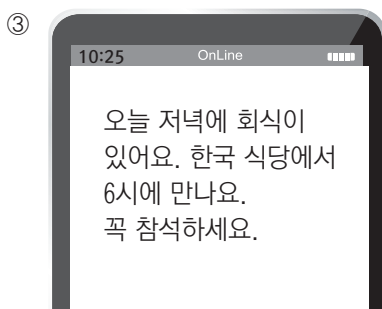 ③
10:25 OnLine
오늘 저녁에 회식이
있어요. 한국 식당에서
6시에 만나요.
꼭 참석하세요.